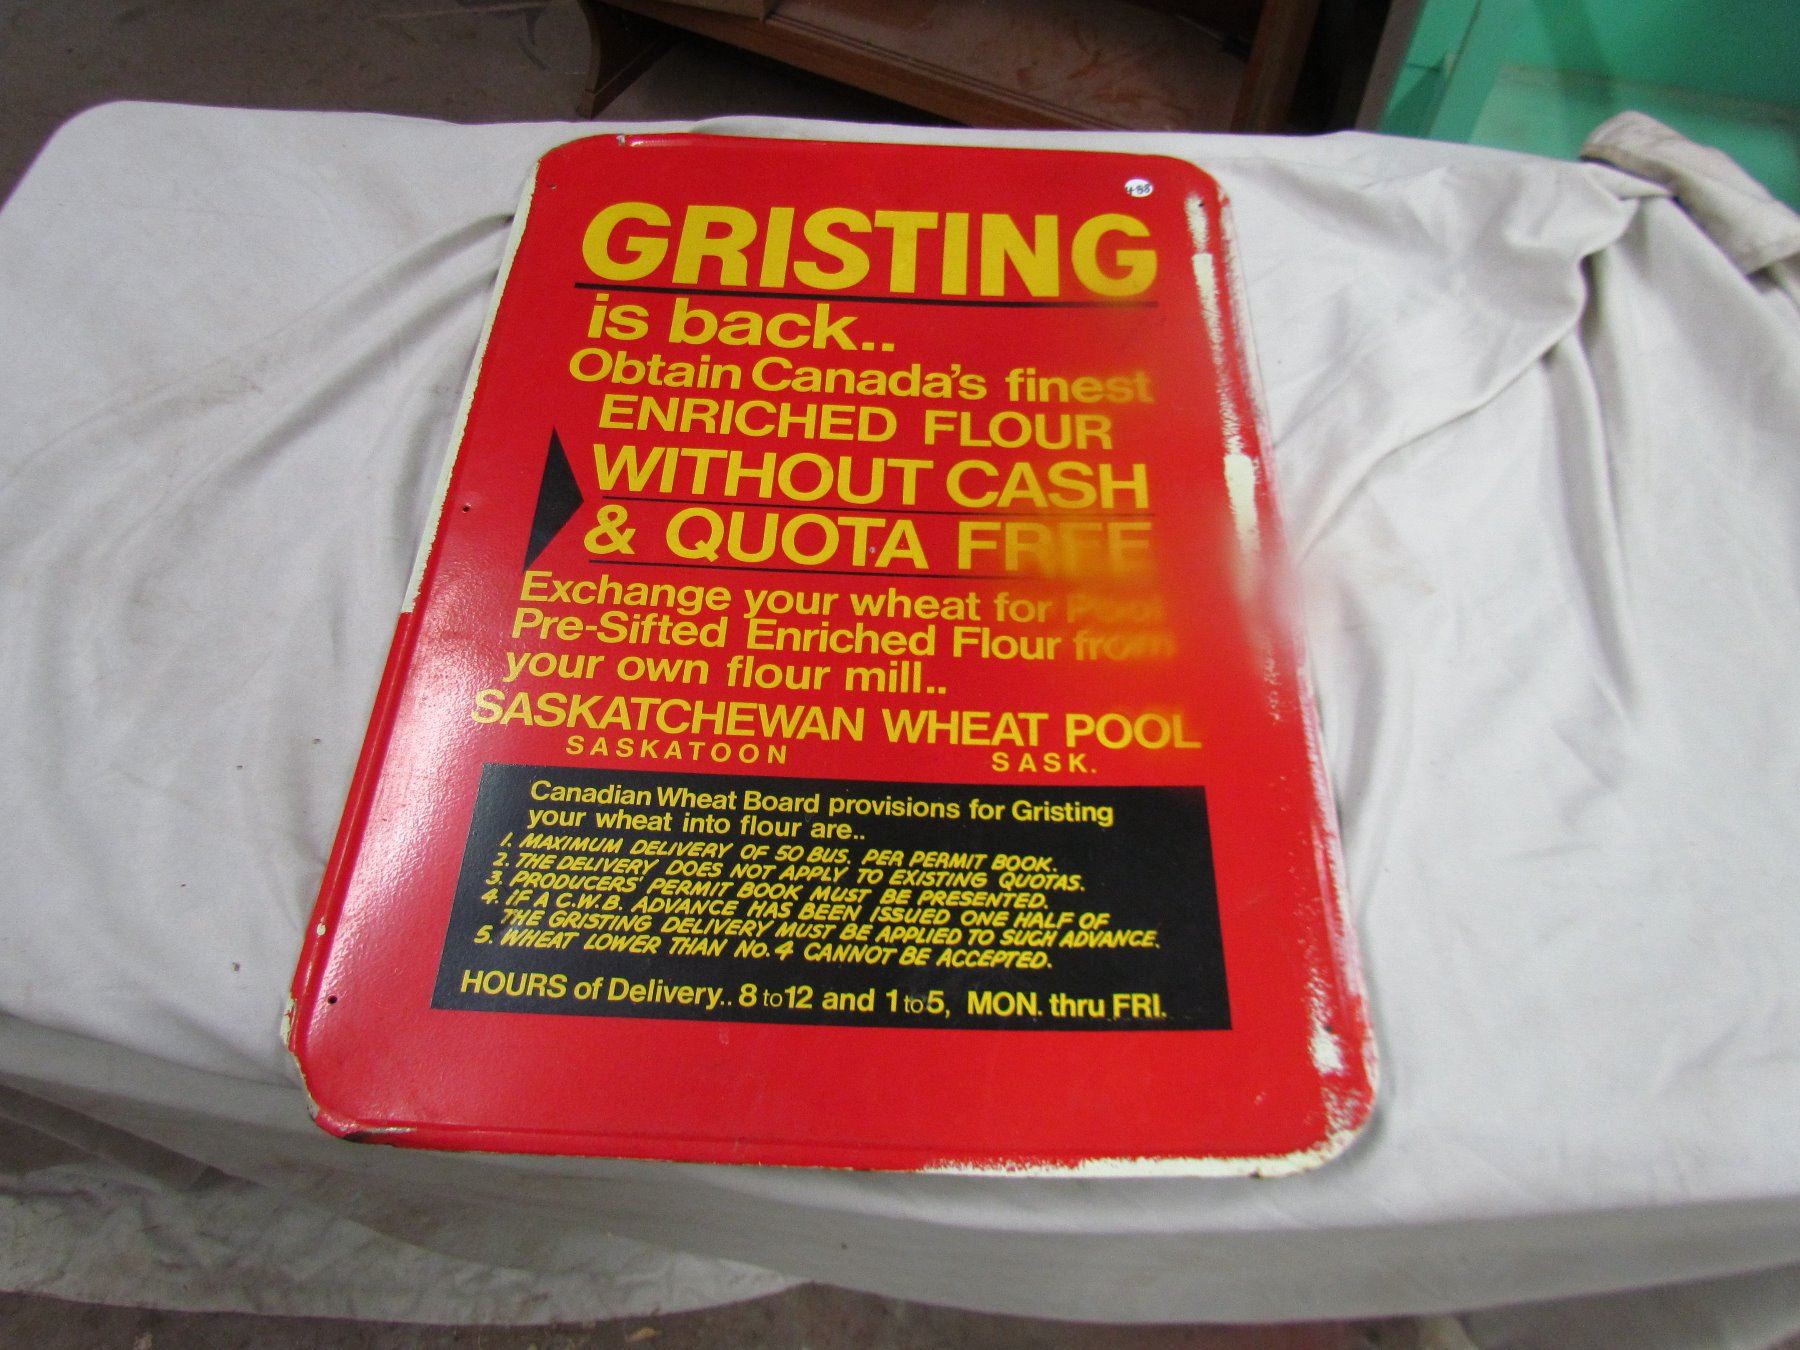 4-88
GRISTING
is back..
Obtain Canada's finest
ENRICHED FLOUR
WITHOUT CASH
& QUOTA FREE
Exchange your wheat for Pool
Pre-Sifted Enriched Flour from
your own flour mill..
SASKATCHEWAN WHEAT POOL
SASKATOON SASK.
Canadian Wheat Board provisions for Gristing
your wheat into flour are..
1. MAXIMUM DELIVERY OF 50 BUS. PER PERMIT BOOK.
2. THE DELIVERY DOES NOT APPLY TO EXISTING QUOTAS.
3. PRODUCERS' PERMIT BOOK MUST BE PRESENTED.
4. IF A C.W.B. ADVANCE HAS BEEN ISSUED ONE HALF OF
THE GRISTING DELIVERY MUST BE APPLIED TO SUCH ADVANCE.
5. WHEAT LOWER THAN NO. 4 CANNOT BE ACCEPTED.
HOURS of Delivery.. 8 to 12 and 1 to 5, MON. thru FRI.